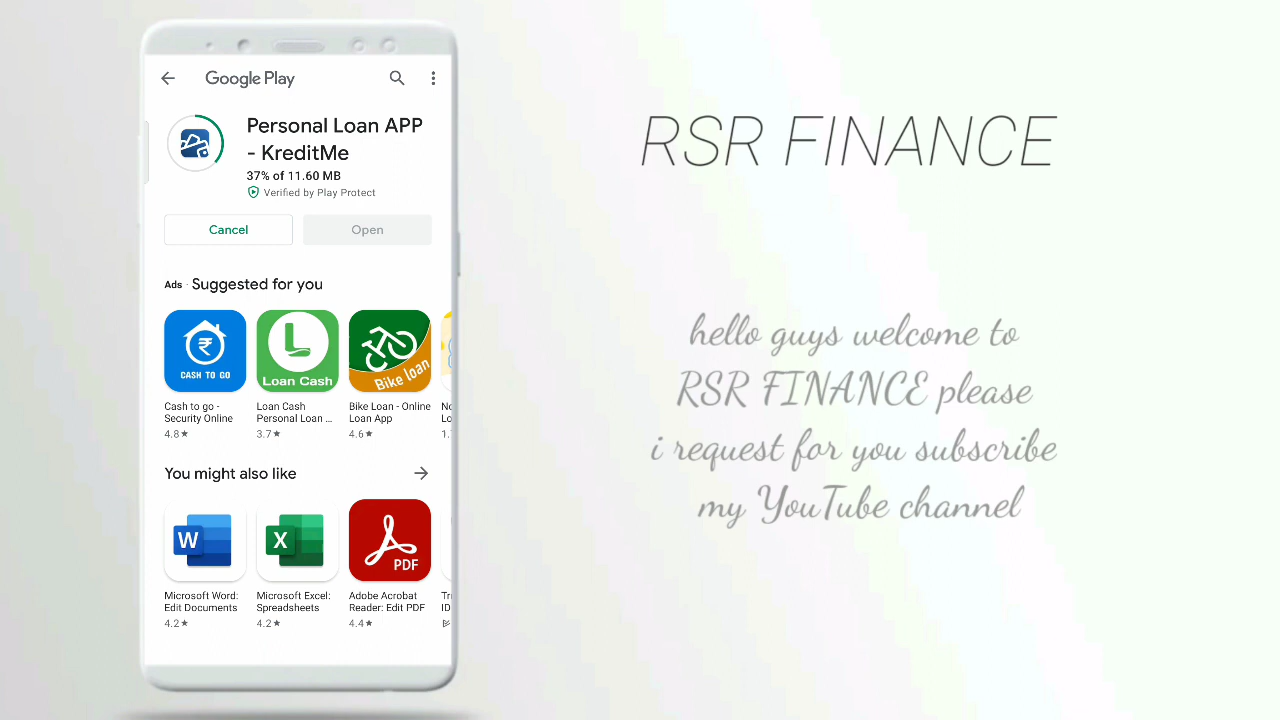 Google Play
Personal Loan APP
- KreditMe
37% of 11.60 MB
Verified by Play Protect
Cancel
Open
Ads · Suggested for you
CASH TO GO
L
Loan Cash
Bike loan
Cash to go -
Security Online
4.8★
Loan Cash
Personal Loan ...
3.7★
Bike Loan - Online
Loan App
4.6★
You might also like
W
X
PDF
Microsoft Word:
Edit Documents
4.2★
Microsoft Excel:
Spreadsheets
4.2★
Adobe Acrobat
Reader: Edit PDF
4.4★
RSR FINANCE
hello guys welcome to
RSR FINANCE please
i request for you subscribe
my YouTube channel